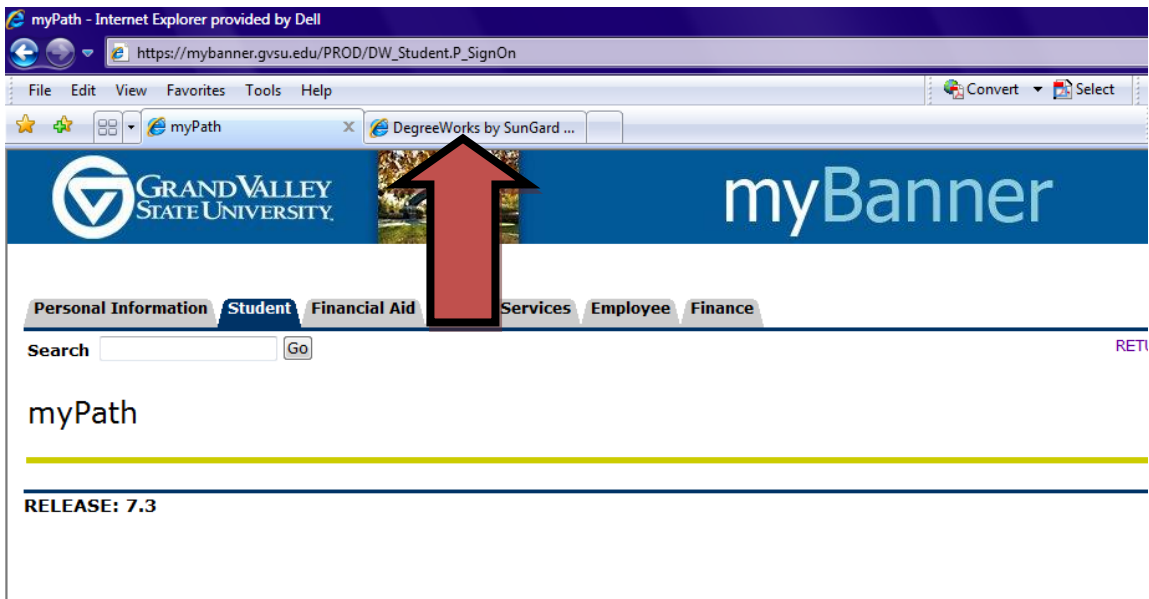 myPath - Internet Explorer provided by Dell
https://mybanner.gvsu.edu/PROD/DW_Student.P_SignOn
File Edit View Favorites Tools Help Convert Select
myPath X DegreeWorks by SunGard ...
GRAND VALLEY
STATE UNIVERSITY.
myBanner
Personal Information Student Financial Aid Services Employee Finance
Search Go
myPath
RELEASE: 7.3